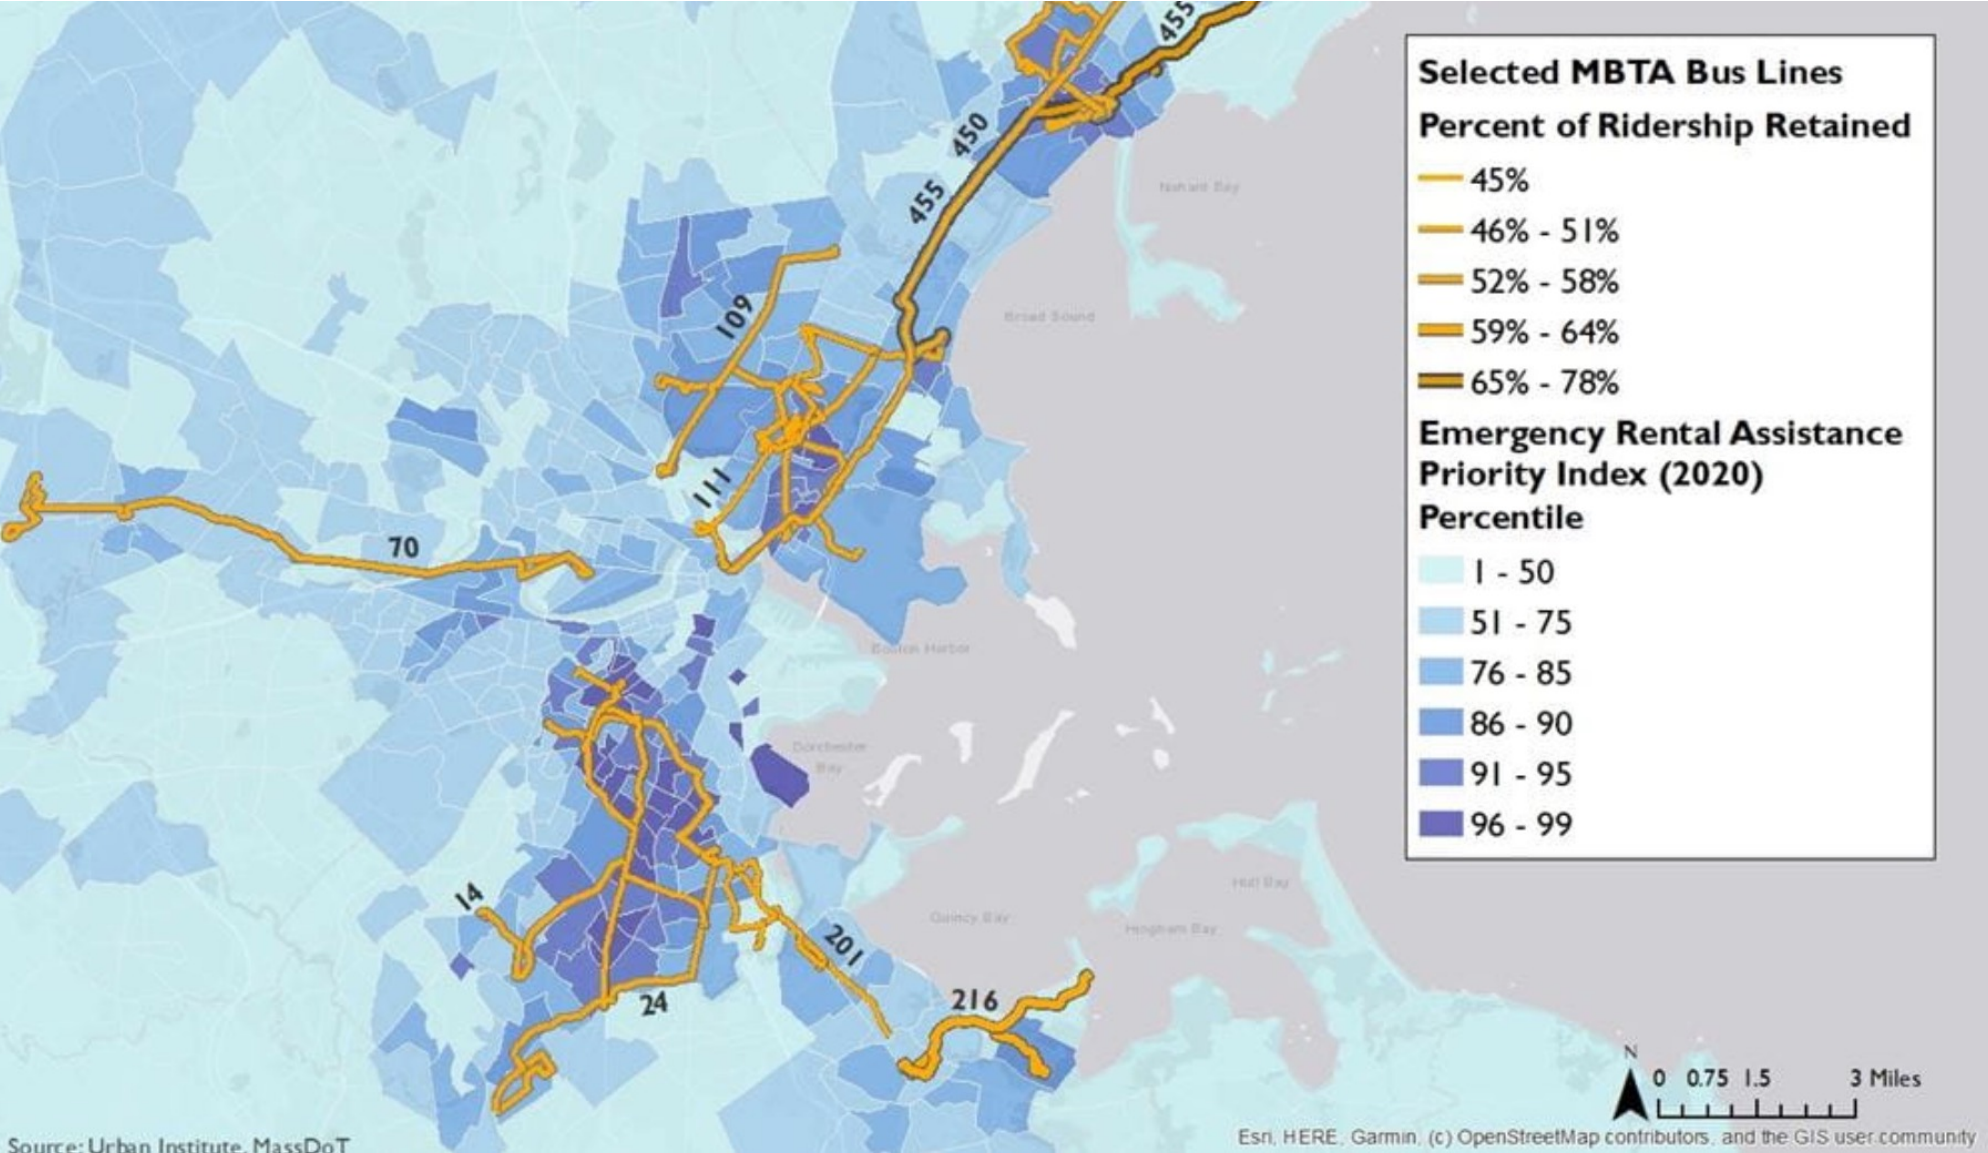 455
450
455
Nahant Bay
Broad Sound
109
111
70
Boston Harbor
Dorchester
Bay
14
201
Quincy Bay
Hull Bay
Hingham Bay
216
24
Selected MBTA Bus Lines
Percent of Ridership Retained
45%
46% - 51%
52% - 58%
59% - 64%
65% - 78%
Emergency Rental Assistance
Priority Index (2020)
Percentile
1 - 50
51 - 75
76 - 85
86 - 90
91 - 95
96 - 99
N
0 0.75 1.5 3 Miles
Source: Urban Institute, MassDoT
Esri, HERE, Garmin, (c) OpenStreetMap contributors, and the GIS user community